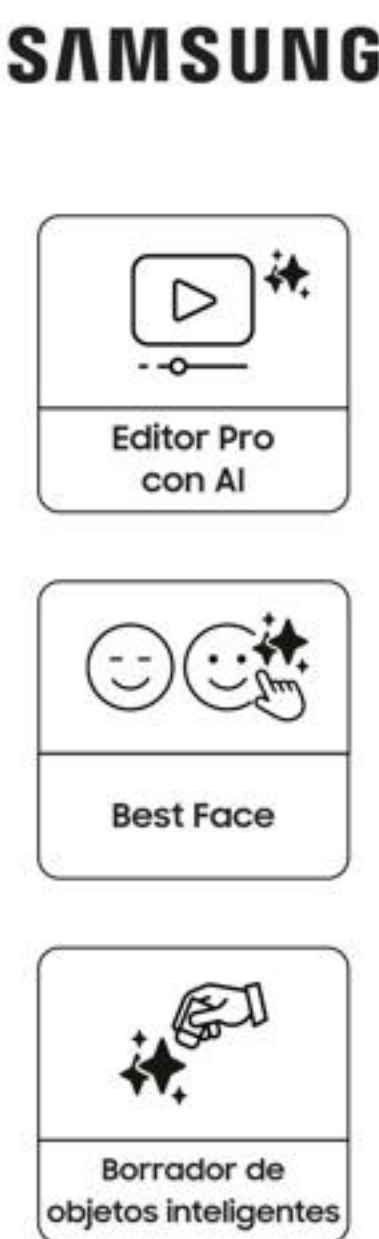 SAMSUNG
Editor Pro
con AI
Best Face
Borrador de
objetos inteligentes